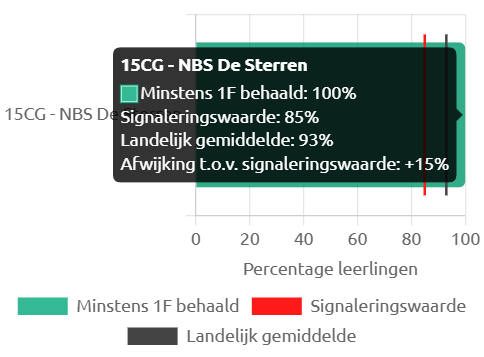 15CG - NBS De Sterren
Minstens 1F behaald: 100%
15CG - NBS De
Signaleringswaarde: 85%
Landelijk gemiddelde: 93%
Afwijking t.o.v. signaleringswaarde: +15%
0 20 40 60 80 100
Percentage leerlingen
Minstens 1F behaald Signaleringswaarde
Landelijk gemiddelde